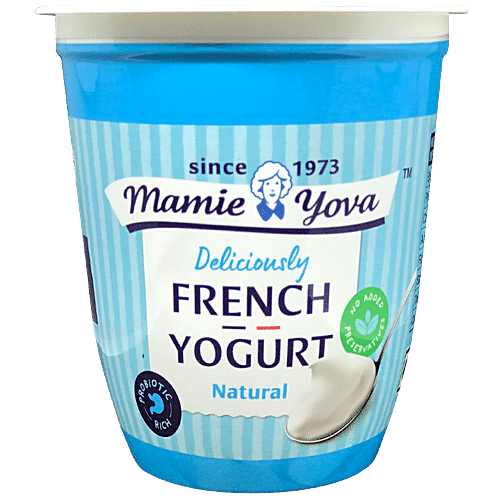 since 1973
Mamie Yova ™
Deliciously
FRENCH
YOGURT
Natural
NO ADDED
PRESERVATIVES
PROBIOTIC
RICH